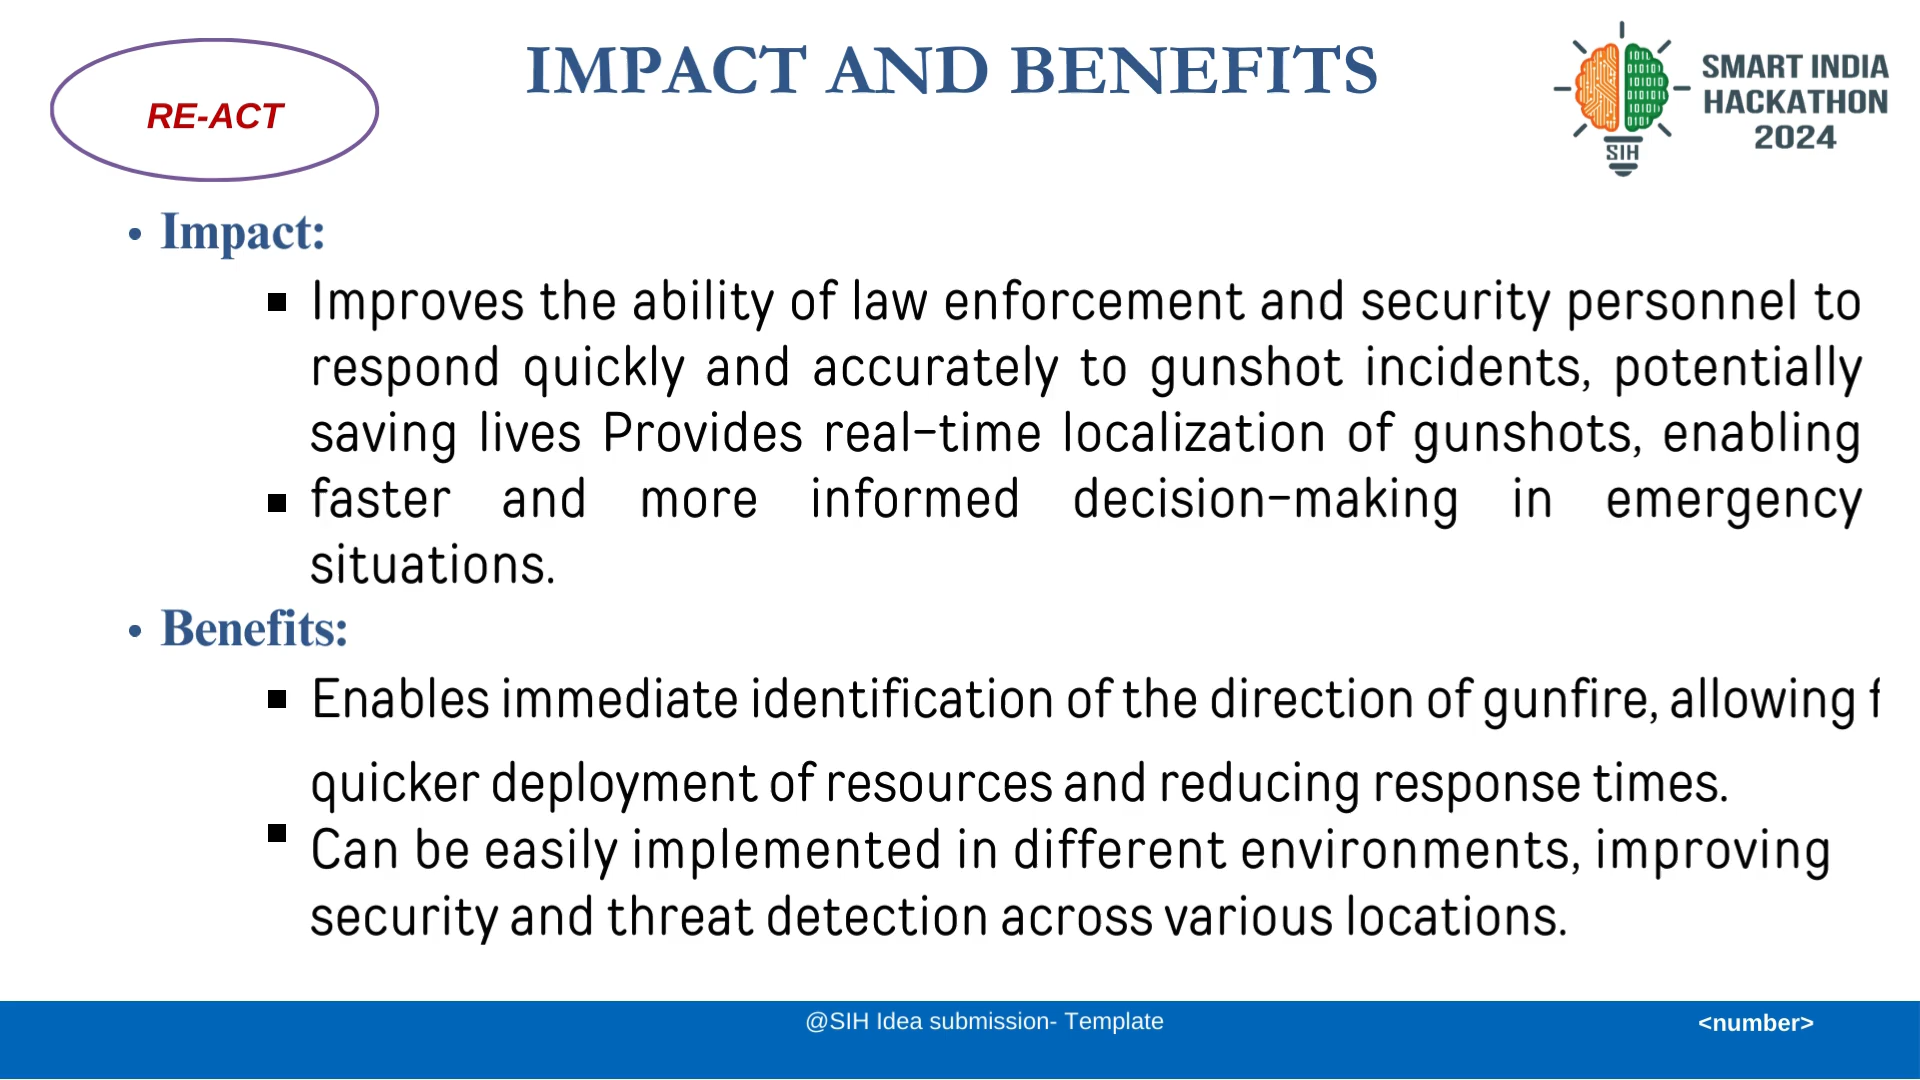 IMPACT AND BENEFITS
RE-ACT
SMART INDIA
HACKATHON
2024
SIH
• Impact:
▪ Improves the ability of law enforcement and security personnel to
respond quickly and accurately to gunshot incidents, potentially
saving lives Provides real-time localization of gunshots, enabling
▪ faster and more informed decision-making in emergency
situations.
• Benefits:
▪ Enables immediate identification of the direction of gunfire, allowing f
quicker deployment of resources and reducing response times.
▪ Can be easily implemented in different environments, improving
security and threat detection across various locations.
@SIH Idea submission- Template
<number>